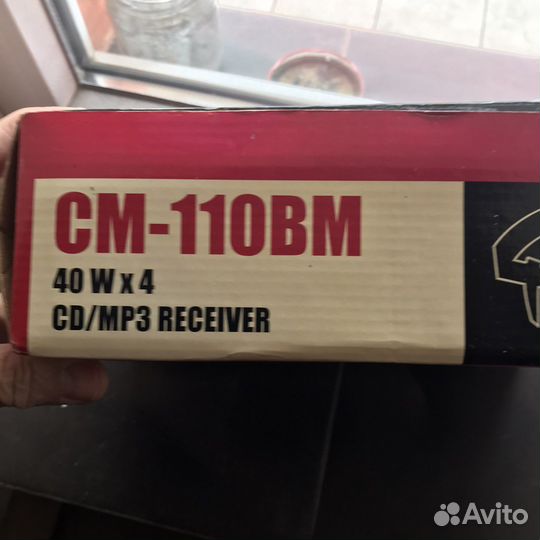 CM-110BM
40 W x 4
CD/MP3 RECEIVER
Avito